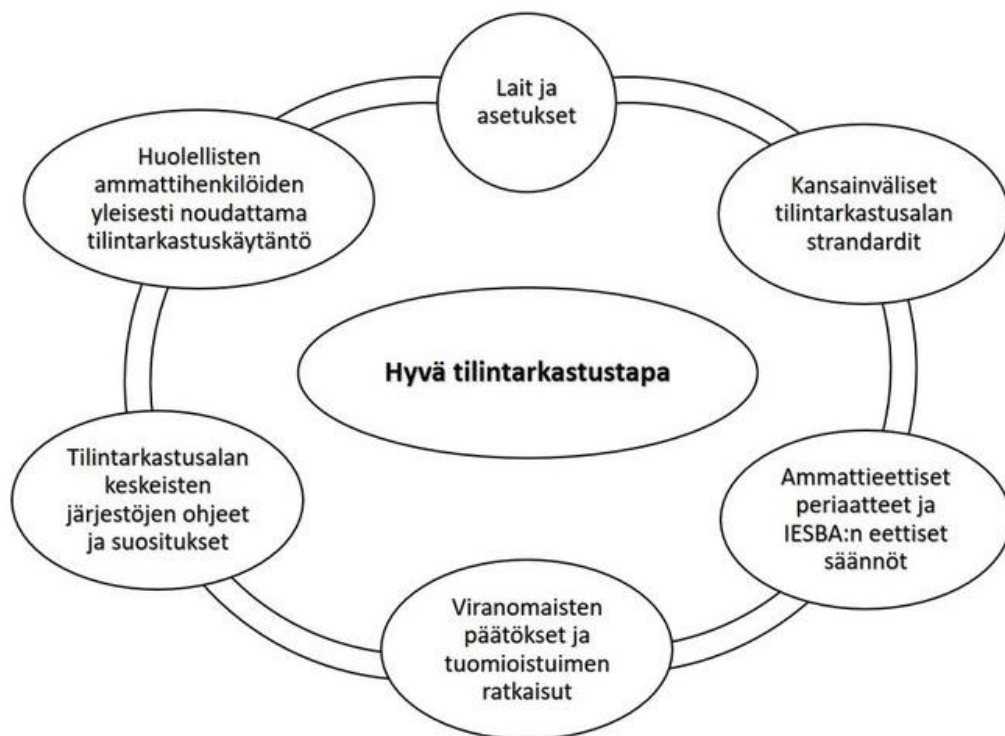 Lait ja
asetukset
Huolellisten
ammattihenkilöiden
yleisesti noudattama
tilintarkastuskäytäntö
Kansainväliset
tilintarkastusalan
strandardit
Hyvä tilintarkastustapa
Tilintarkastusalan
keskeisten
järjestöjen ohjeet
ja suositukset
Ammattieettiset
periaatteet ja
IESBA:n eettiset
säännöt
Viranomaisten
päätökset ja
tuomioistuimen
ratkaisut